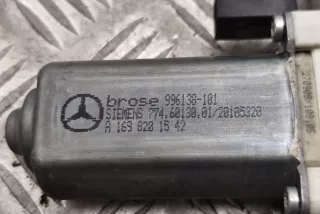 brose 996138-101
SIEMENS 774.60130.01/20105320
A 169 820 15 42